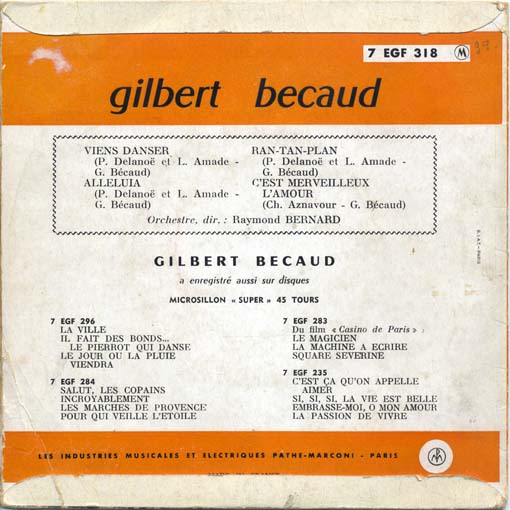 7 EGF 318 M 99-
gilbert becaud
VIENS DANSER
(P. Delanoë et L. Amade -
G. Bécaud)
ALLELUIA
(P. Delanoë et L. Amade -
G. Bécaud)
RAN-TAN-PLAN
(P. Delanoë et L. Amade -
G. Bécaud)
C'EST MERVEILLEUX
L'AMOUR
(Ch. Aznavour - G. Bécaud)
Orchestre, dir. : Raymond BERNARD
GILBERT BECAUD
a enregistré aussi sur disques
MICROSILLON « SUPER » 45 TOURS
7 EGF 296
LA VILLE
IL FAIT DES BONDS...
LE PIERROT QUI DANSE
LE JOUR OU LA PLUIE
VIENDRA
7 EGF 284
SALUT, LES COPAINS
INCROYABLEMENT
LES MARCHES DE PROVENCE
POUR QUI VEILLE L'ETOILE
7 EGF 283
Du film « Casino de Paris » :
LE MAGICIEN
LA MACHINE A ECRIRE
SQUARE SEVERINE
7 EGF 235
C'EST ÇA QU'ON APPELLE
AIMER
SI, SI, SI, LA VIE EST BELLE
EMBRASSE-MOI, O MON AMOUR
LA PASSION DE VIVRE
LES INDUSTRIES MUSICALES ET ELECTRIQUES PATHE-MARCONI - PARIS